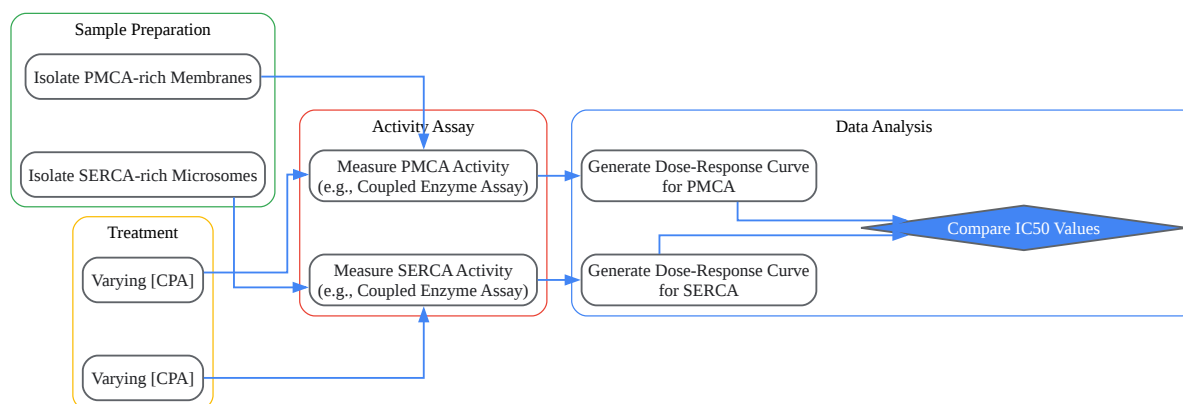 Sample Preparation
Isolate PMCA-rich Membranes
Isolate SERCA-rich Microsomes
Treatment
Varying [CPA]
Varying [CPA]
Activity Assay
Measure PMCA Activity
(e.g., Coupled Enzyme Assay)
Measure SERCA Activity
(e.g., Coupled Enzyme Assay)
Data Analysis
Generate Dose-Response Curve
for PMCA
Generate Dose-Response Curve
for SERCA
Compare IC50 Values